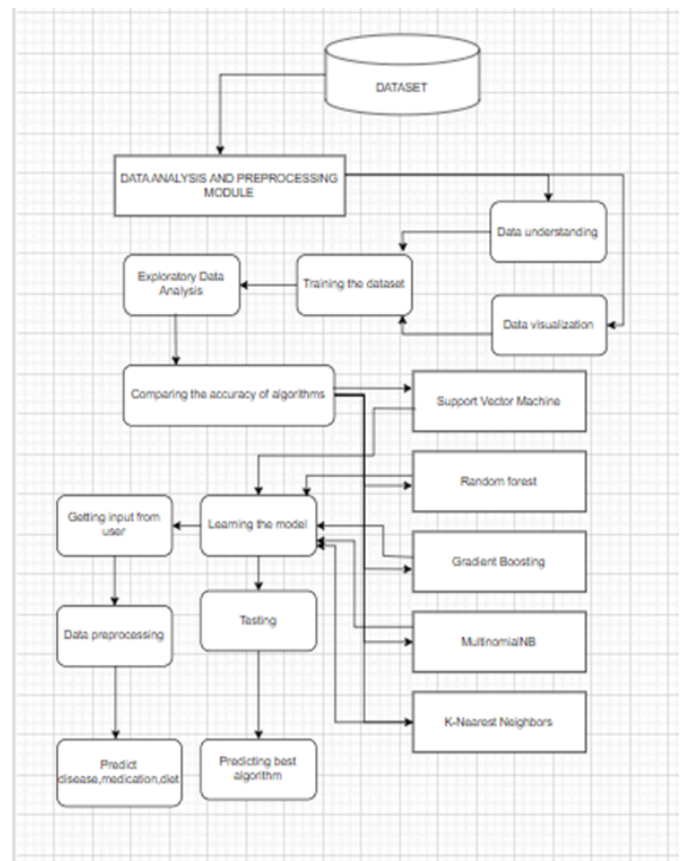 DATASET
DATA ANALYSIS AND PREPROCESSING
MODULE
Data understanding
Exploratory Data
Analysis
Training the dataset
Data visualization
Comparing the accuracy of algorithms
Support Vector Machine
Random forest
Getting input from
user
Learning the model
Gradient Boosting
Data preprocessing
Testing
MultinomialNB
K-Nearest Neighbors
Predict
disease,medication,diet
Predicting best
algorithm